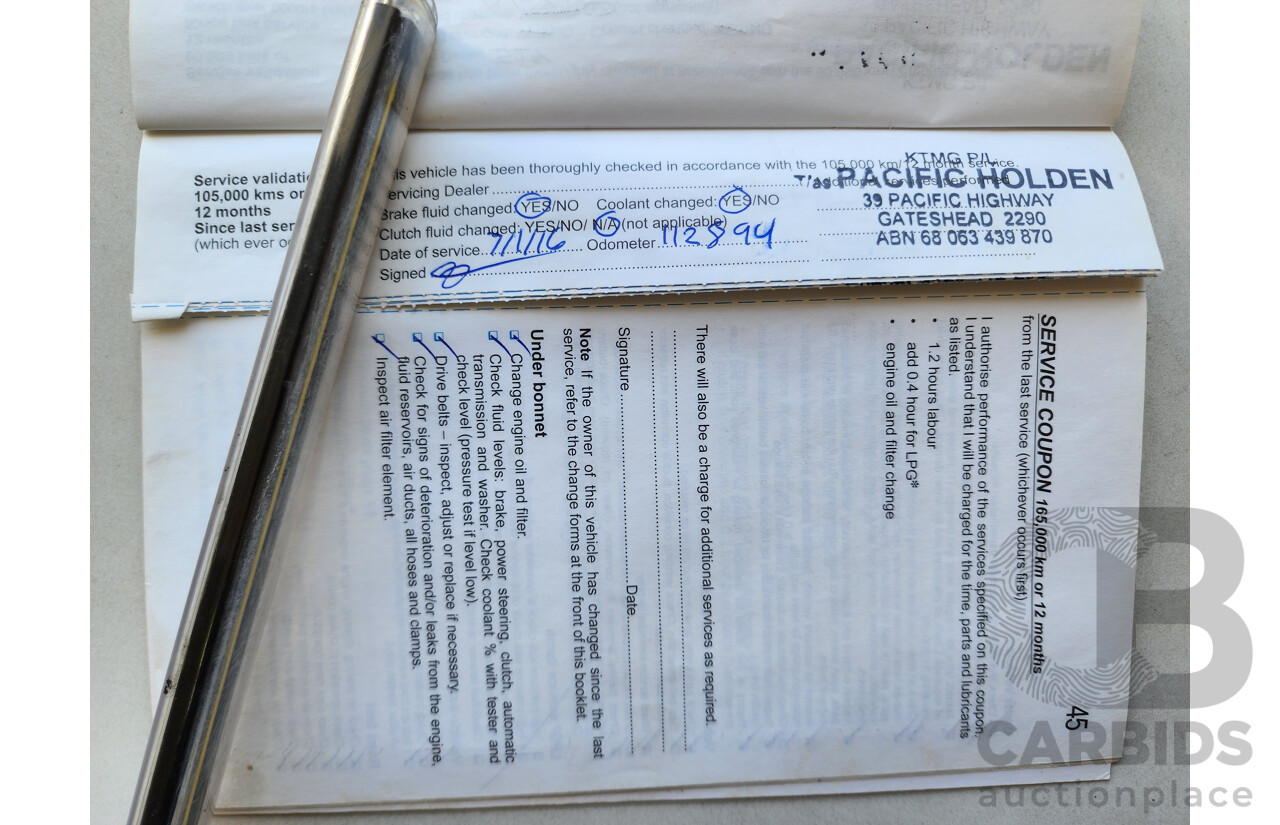 Service validati
105,000 kms or
12 months
Since last ser
(which ever oc
is vehicle has been thoroughly checked in accordance with the 105,000 km/12 month service.
ervicing Dealer
Brake fluid changed: YES/NO Coolant changed: YES/NO
Clutch fluid changed: YES/NO/ N/A (not applicable)
Date of service 7/1/16 Odometer 112894
Signed
Additional services performed
KTMG P/L
T/as PACIFIC HOLDEN
39 PACIFIC HIGHWAY
GATESHEAD 2290
ABN 68 063 439 870
45
SERVICE COUPON 165,000 km or 12 months
from the last service (whichever occurs first)
I authorise performance of the services specified on this coupon.
I understand that I will be charged for the time, parts and lubricants
as listed.
• 1.2 hours labour
• add 0.4 hour for LPG*
• engine oil and filter change
There will also be a charge for additional services as required.
Signature Date
Note If the owner of this vehicle has changed since the last
service, refer to the change forms at the front of this booklet.
Under bonnet
Change engine oil and filter.
Check fluid levels: brake, power steering, clutch, automatic
transmission and washer. Check coolant % with tester and
check level (pressure test if level low).
Drive belts – inspect, adjust or replace if necessary.
Check for signs of deterioration and/or leaks from the engine,
fluid reservoirs, air ducts, all hoses and clamps.
Inspect air filter element.
CARBIDS
auctionplace